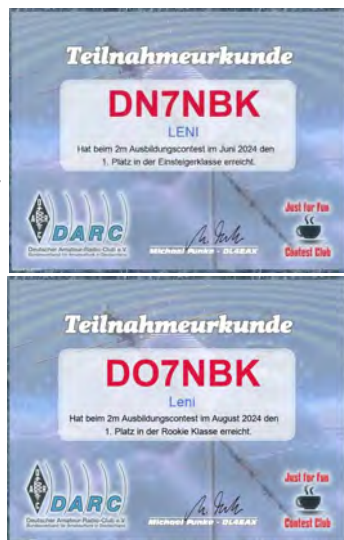 Teilnahmeurkunde
DN7NBK
LENI
Hat beim 2m Ausbildungscontest im Juni 2024 den
1. Platz in der Einsteigerklasse erreicht.
DARC
Deutscher Amateur-Radio-Club e.V.
Michael Funke - DL4EAX
Just for Fun
Contest Club
Teilnahmeurkunde
DO7NBK
Leni
Hat beim 2m Ausbildungscontest im August 2024 den
1. Platz in der Rookie Klasse erreicht.
DARC
Deutscher Amateur-Radio-Club e.V.
Michael Funke - DL4EAX
Just for Fun
Contest Club